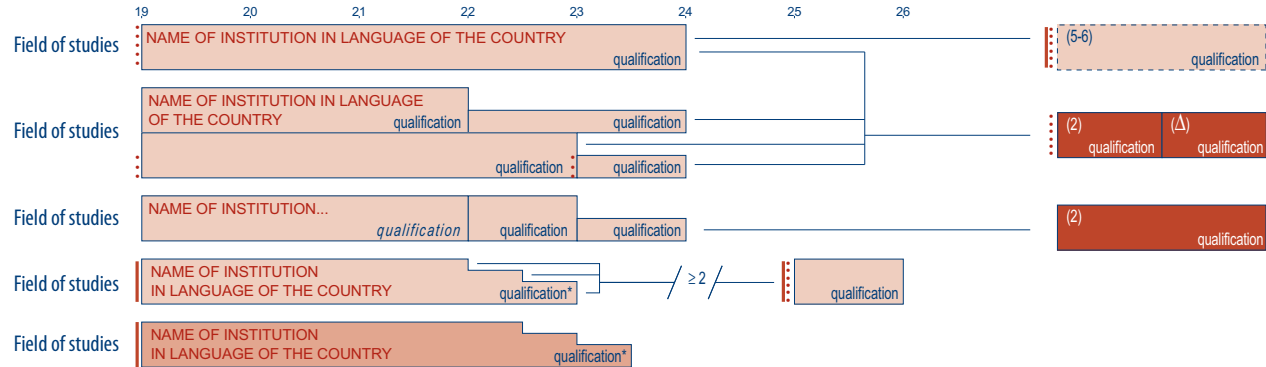 19 20 21 22 23 24 25 26
Field of studies
NAME OF INSTITUTION IN LANGUAGE OF THE COUNTRY
qualification
(5-6)
qualification
Field of studies
NAME OF INSTITUTION IN LANGUAGE
OF THE COUNTRY
qualification
qualification
qualification
qualification
(2)
qualification
(Δ)
qualification
Field of studies
NAME OF INSTITUTION...
qualification
qualification
qualification
(2)
qualification
Field of studies
NAME OF INSTITUTION
IN LANGUAGE OF THE COUNTRY
qualification*
≥ 2
qualification
Field of studies
NAME OF INSTITUTION
IN LANGUAGE OF THE COUNTRY
qualification*